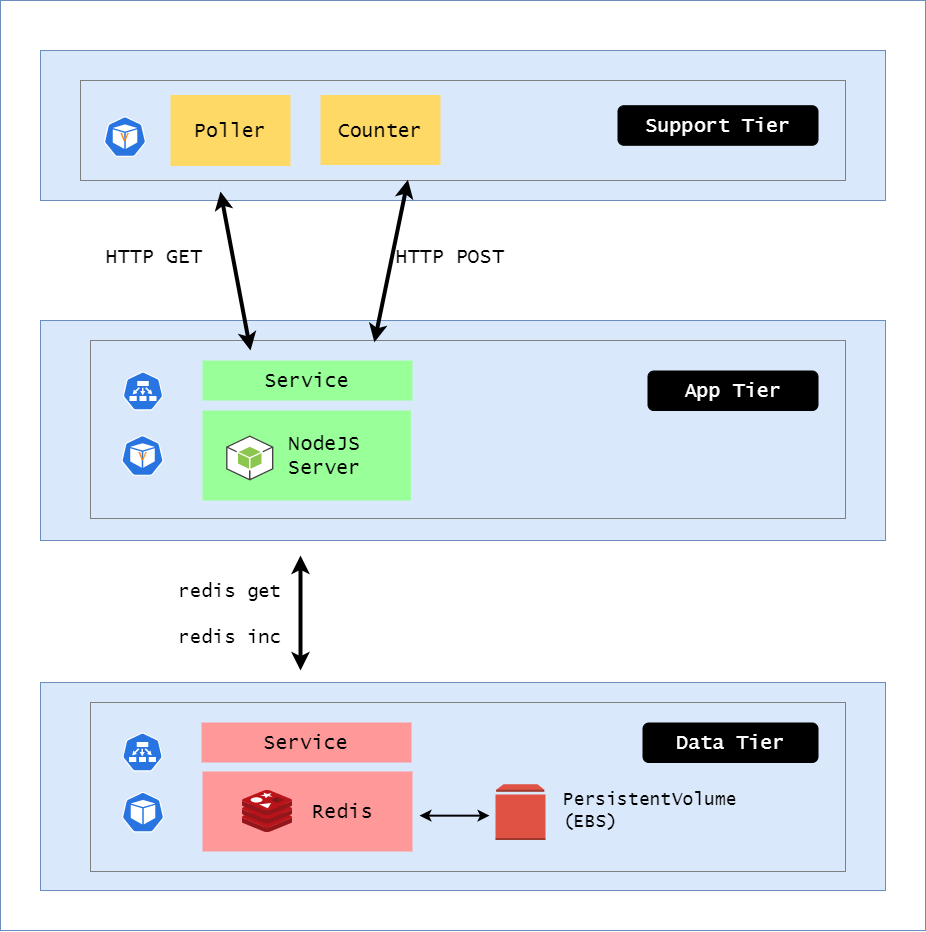 Poller
Counter
Support Tier
HTTP GET
HTTP POST
Service
App Tier
NodeJS
Server
redis get
redis inc
Service
Data Tier
Redis
PersistentVolume
(EBS)